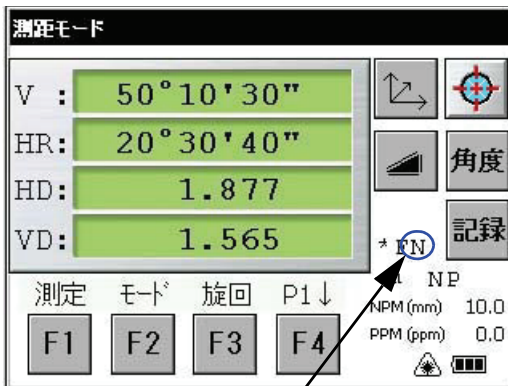 測距モード
V : 50°10'30"
HR: 20°30'40"
HD: 1.877
VD: 1.565
角度
記録
* FN
NP
NPM (mm) 10.0
PPM (ppm) 0.0
測定 モード 旋回 P1↓
F1 F2 F3 F4